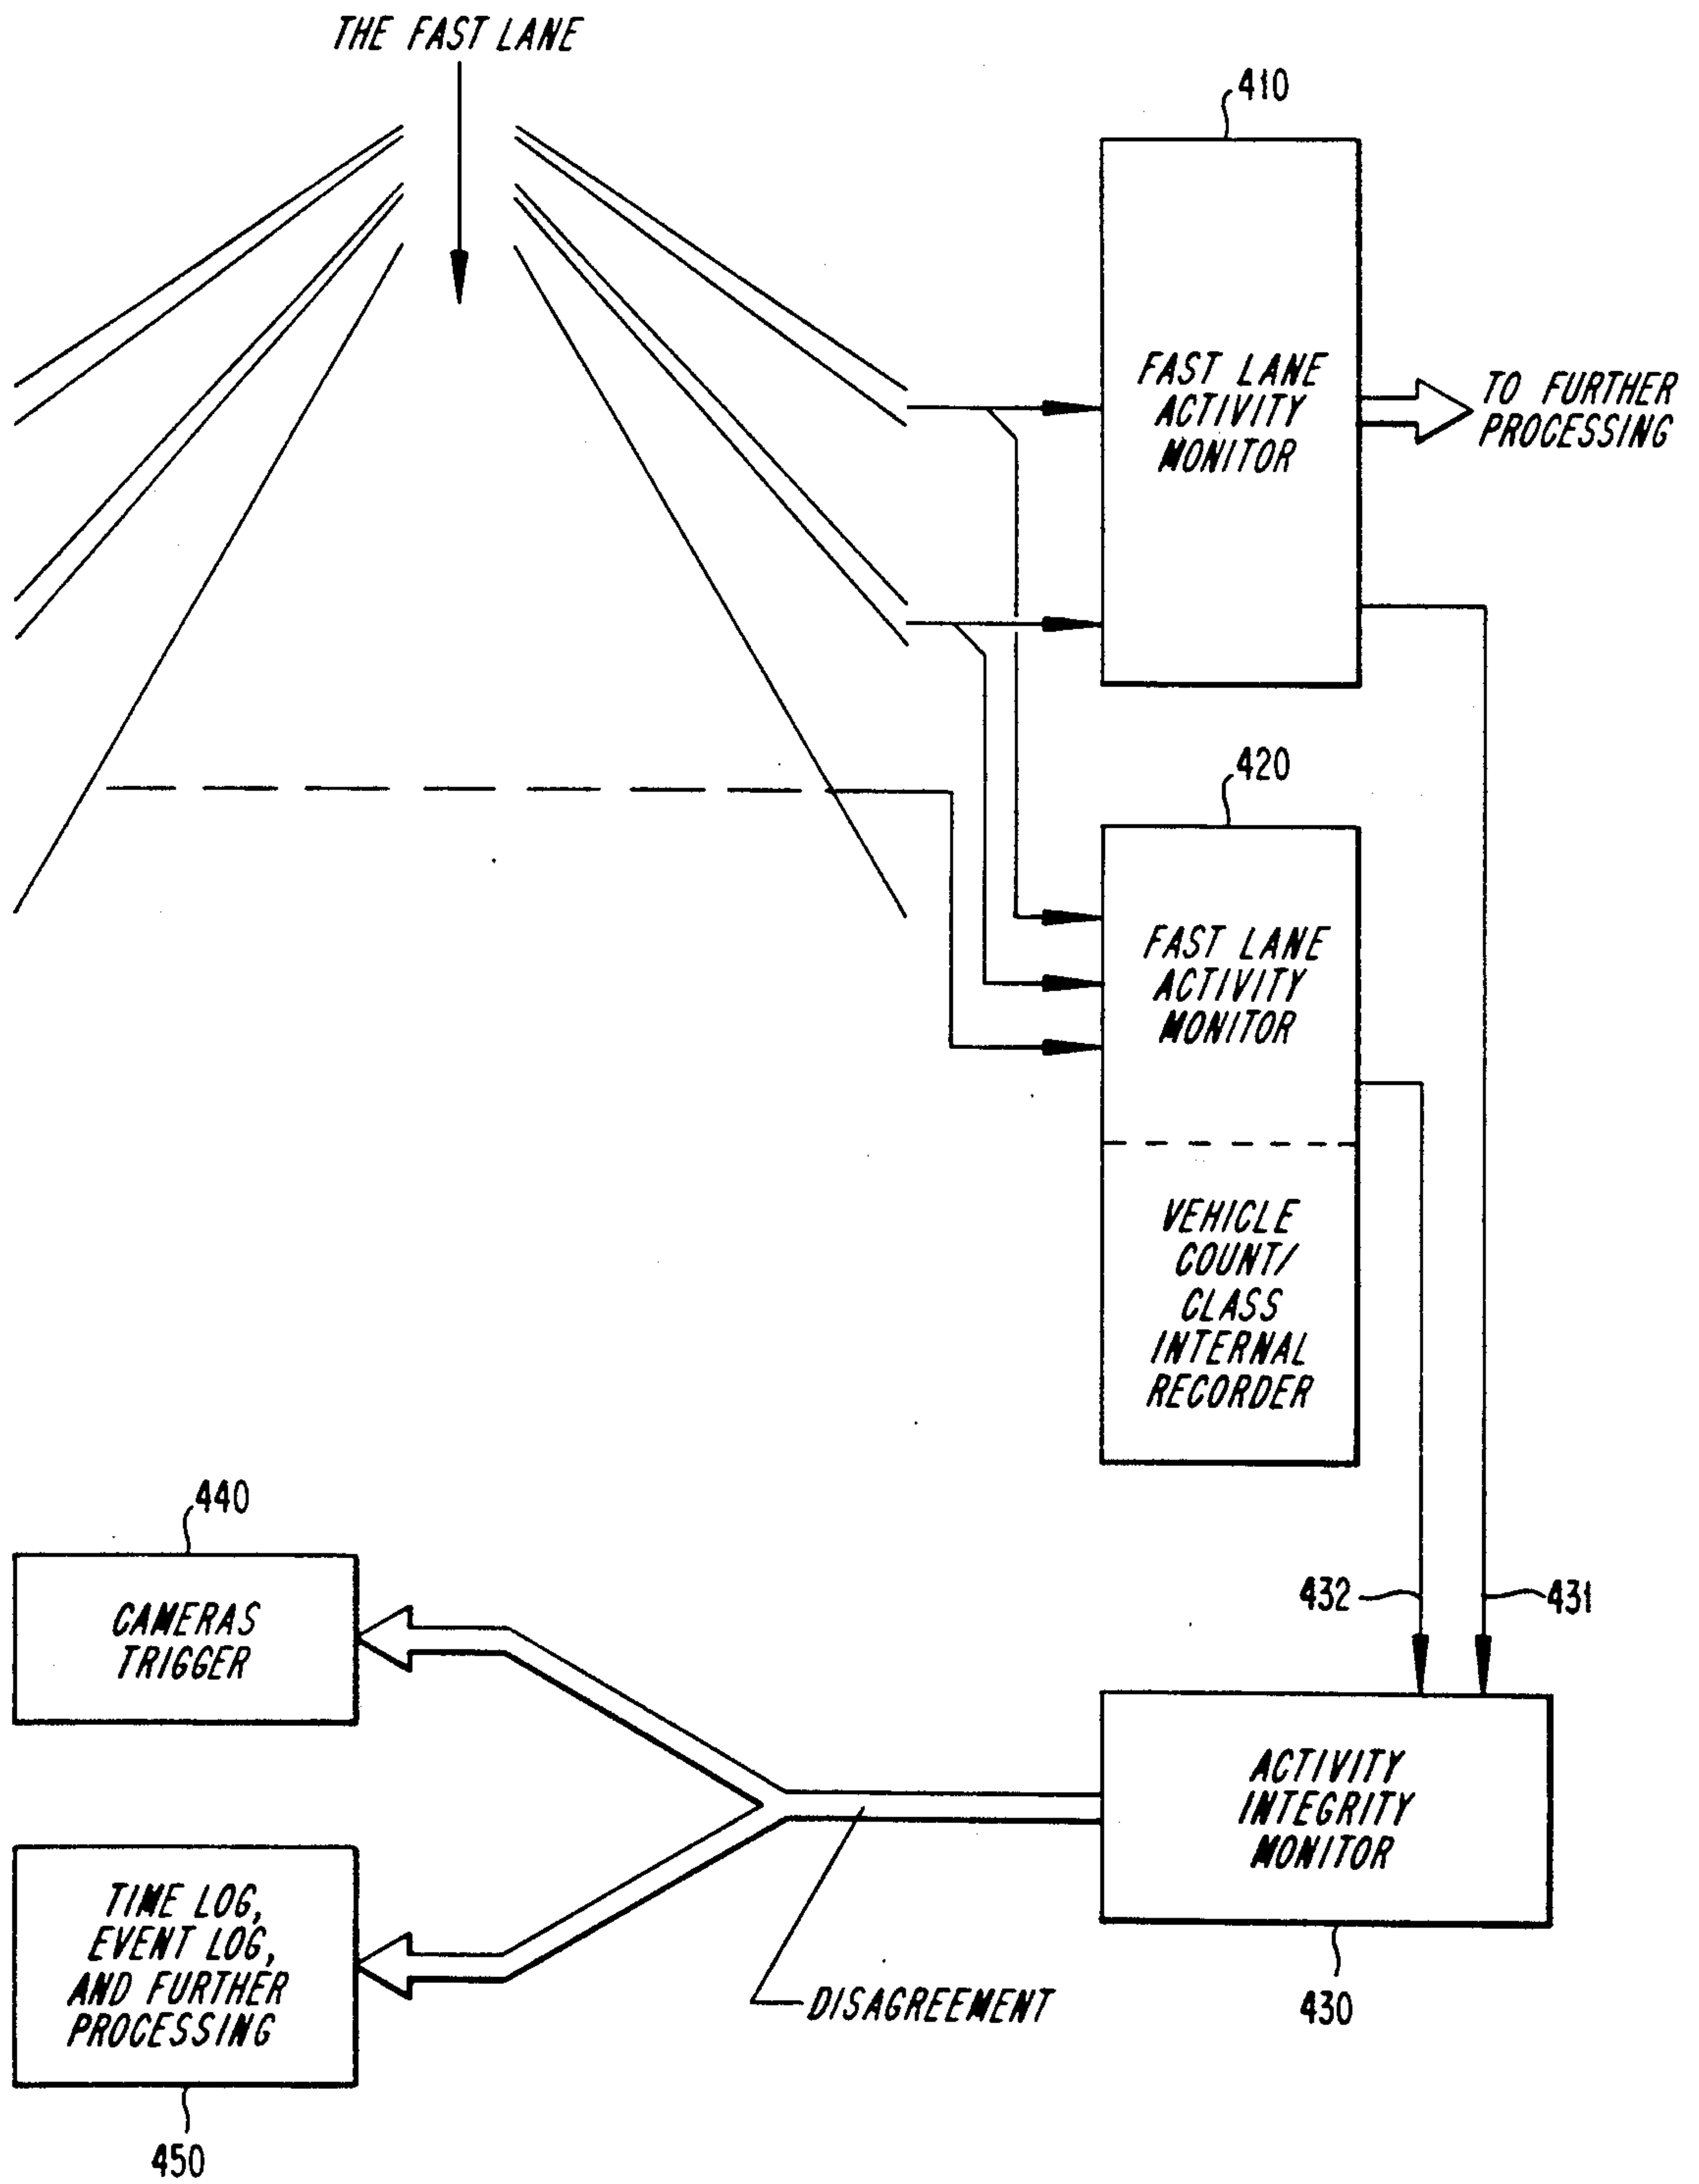 THE FAST LANE
410
FAST LANE
ACTIVITY
MONITOR
TO FURTHER
PROCESSING
420
FAST LANE
ACTIVITY
MONITOR
VEHICLE
COUNT/
CLASS
INTERNAL
RECORDER
440
CAMERAS
TRIGGER
432
431
ACTIVITY
INTEGRITY
MONITOR
430
TIME LOG,
EVENT LOG,
AND FURTHER
PROCESSING
450
DISAGREEMENT